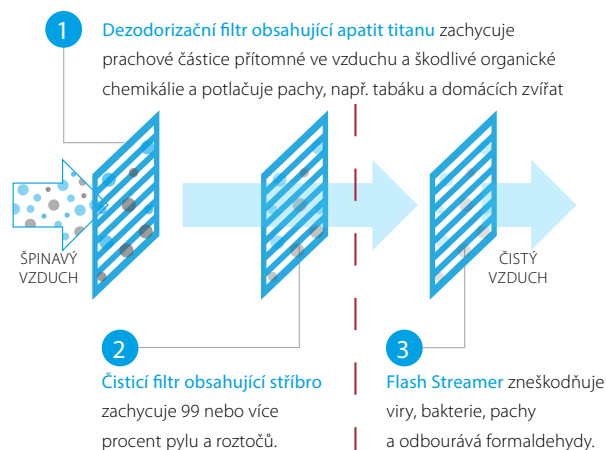 1
Dezodorizační filtr obsahující apatit titanu zachycuje
prachové částice přítomné ve vzduchu a škodlivé organické
chemikálie a potlačuje pachy, např. tabáku a domácích zvířat
ŠPINAVÝ
VZDUCH
ČISTÝ
VZDUCH
2
Čisticí filtr obsahující stříbro
zachycuje 99 nebo více
procent pylu a roztočů.
3
Flash Streamer zneškodňuje
viry, bakterie, pachy
a odbourává formaldehydy.